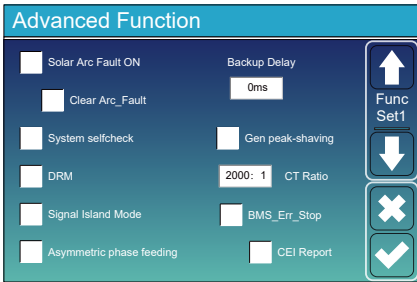 Advanced Function
Solar Arc Fault ON
Backup Delay
Clear Arc_Fault
0ms
Func
Set1
System selfcheck
Gen peak-shaving
DRM
2000: 1
CT Ratio
Signal Island Mode
BMS_Err_Stop
Asymmetric phase feeding
CEI Report